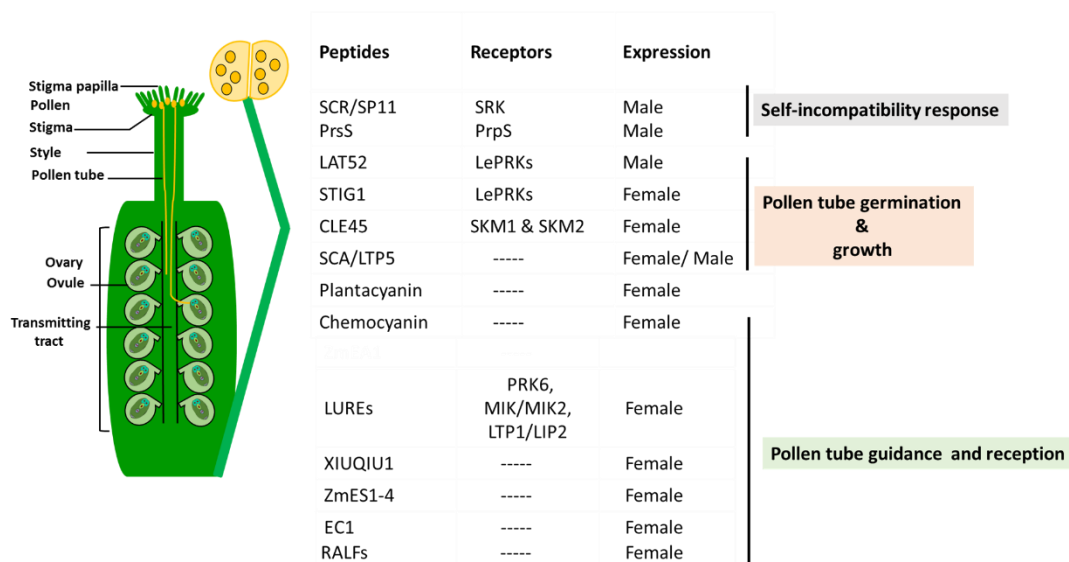 Stigma papilla
Pollen
Stigma
Style
Pollen tube
Ovary
Ovule
Transmitting
tract
Peptides Receptors Expression
SCR/SP11 SRK Male
PrsS PrpS Male
LAT52 LePRKs Male
STIG1 LePRKs Female
CLE45 SKM1 & SKM2 Female
SCA/LTP5 ----- Female/ Male
Plantacyanin ----- Female
Chemocyanin ----- Female
PRK6,
LUREs MIK/MIK2, Female
LTP1/LIP2
XIUQIU1 ----- Female
ZmES1-4 ----- Female
EC1 ----- Female
RALFs ----- Female
Self-incompatibility response
Pollen tube germination
&
growth
Pollen tube guidance and reception